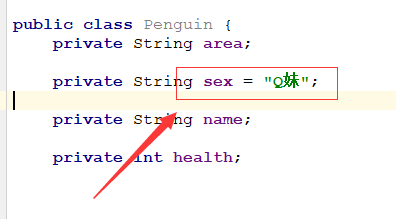 public class Penguin {
private String area;
private String sex = "Q妹";
private String name;
private int health;